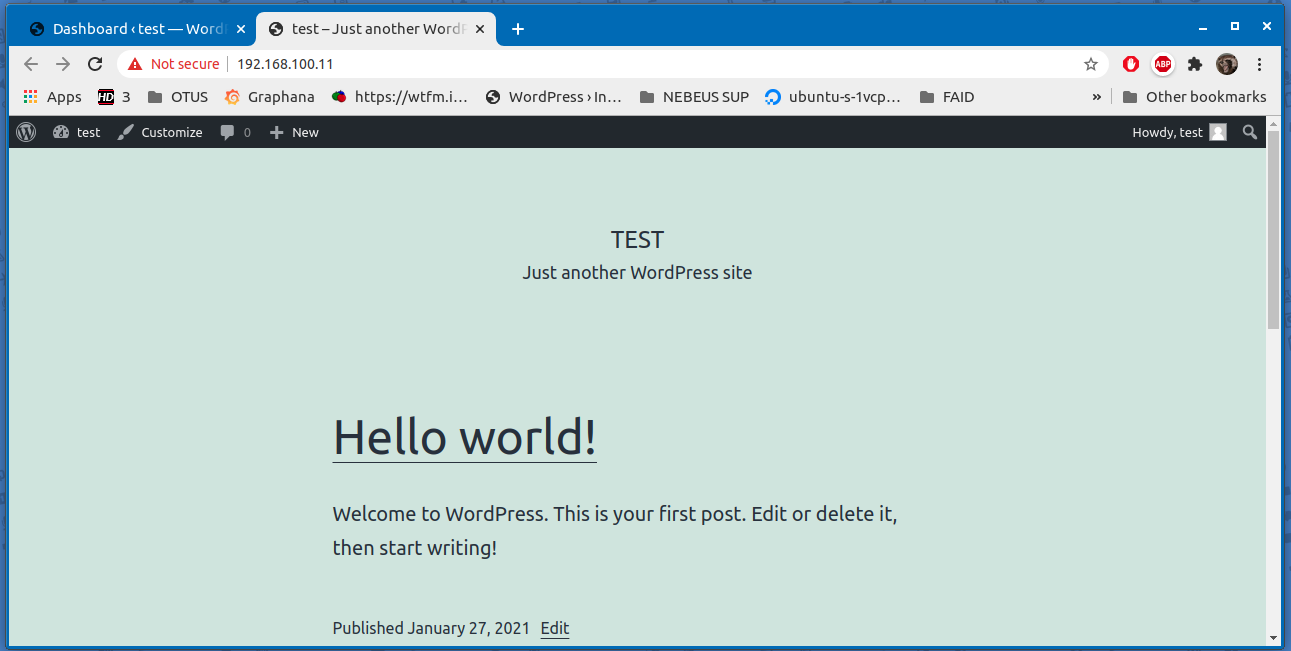 Dashboard ‹ test — Word
test – Just another WordP
Not secure
192.168.100.11
ABP
Apps
HD 3
OTUS
Graphana
https://wtfm.i…
WordPress › In…
NEBEUS SUP
ubuntu-s-1vcp…
FAID
»
Other bookmarks
test
Customize
0
New
Howdy, test
TEST
Just another WordPress site
Hello world!
Welcome to WordPress. This is your first post. Edit or delete it,
then start writing!
Published January 27, 2021 Edit